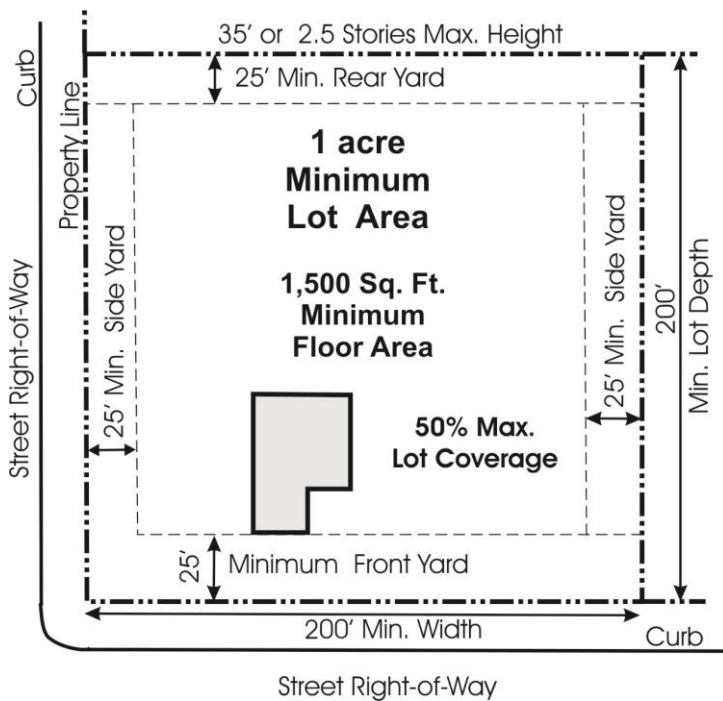 35' or 2.5 Stories Max. Height
Curb
25' Min. Rear Yard
Property Line
1 acre
Minimum
Lot Area
1,500 Sq. Ft.
Minimum
Floor Area
25' Min. Side Yard
25' Min. Side Yard
200'
Min. Lot Depth
Street Right-of-Way
50% Max.
Lot Coverage
25' Minimum Front Yard
200' Min. Width
Curb
Street Right-of-Way